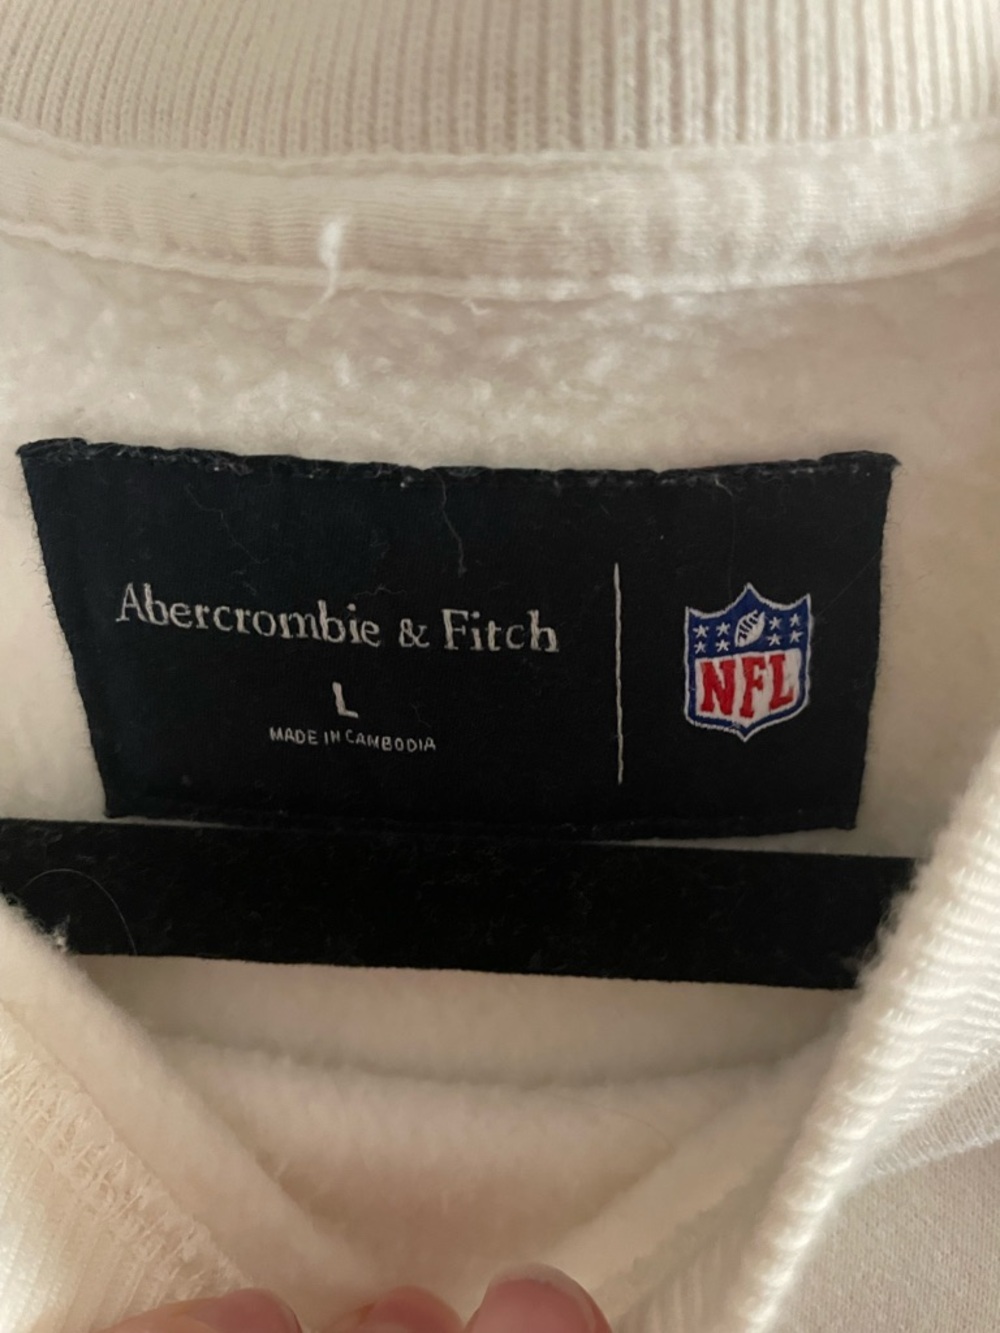 Abercrombie & Fitch
L
MADE IN CAMBODIA
NFL